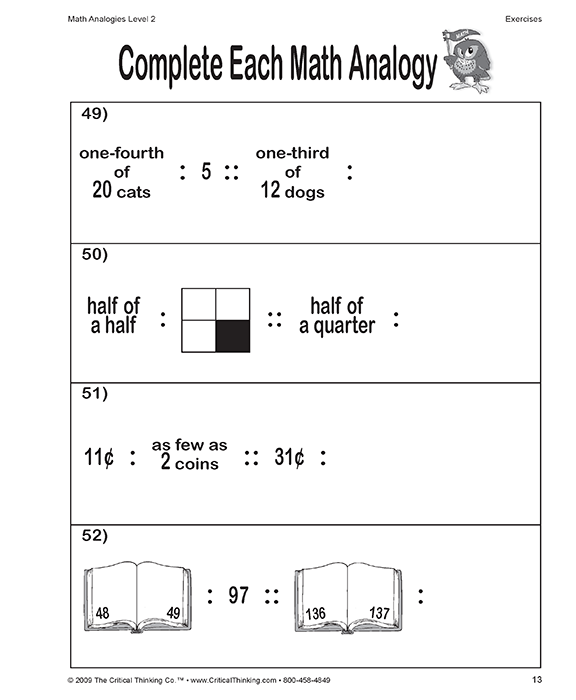 Math Analogies Level 2 Exercises
MATH
Complete Each Math Analogy
49)
one-fourth of 20 cats : 5 :: one-third of 12 dogs :
50)
half of a half : :: half of a quarter :
51)
11¢ : as few as 2 coins :: 31¢ :
52)
48 49 : 97 :: 136 137 :
© 2009 The Critical Thinking Co.™ • www.CriticalThinking.com • 800-458-4849 13